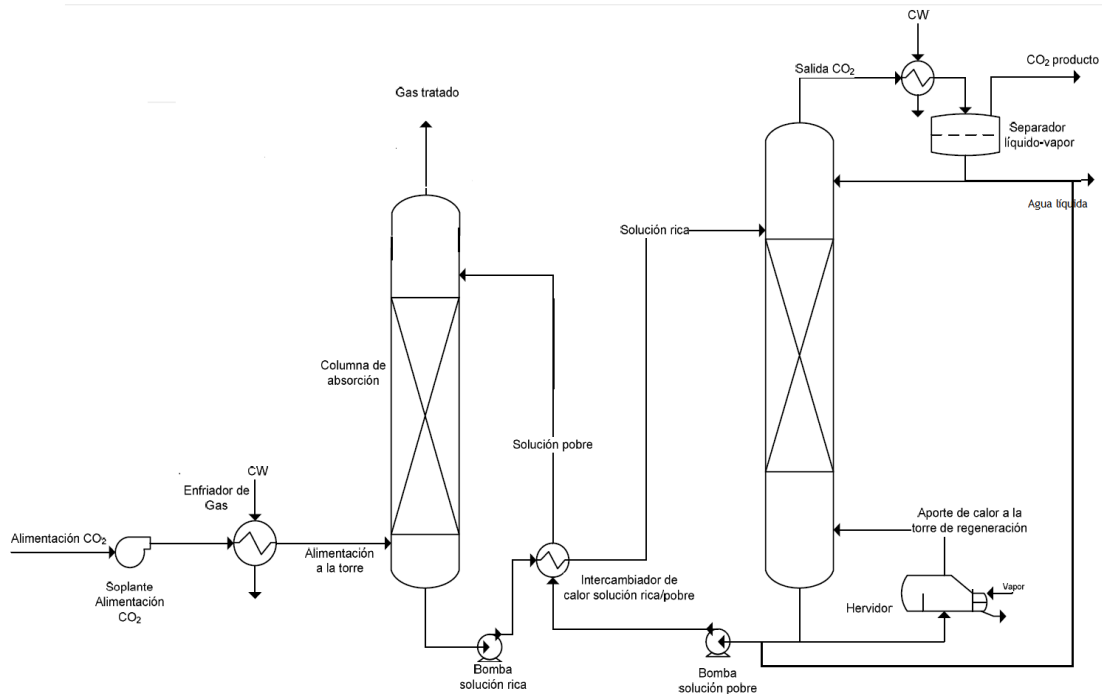 CW
Salida CO₂
CO₂ producto
Separador
líquido-vapor
Agua líquida
Gas tratado
Solución rica
Columna de
absorción
Solución pobre
CW
Enfriador de
Gas
Alimentación CO₂
Alimentación
a la torre
Soplante
Alimentación
CO₂
Intercambiador de
calor solución rica/pobre
Aporte de calor a la
torre de regeneración
Vapor
Hervidor
Bomba
solución rica
Bomba
solución pobre